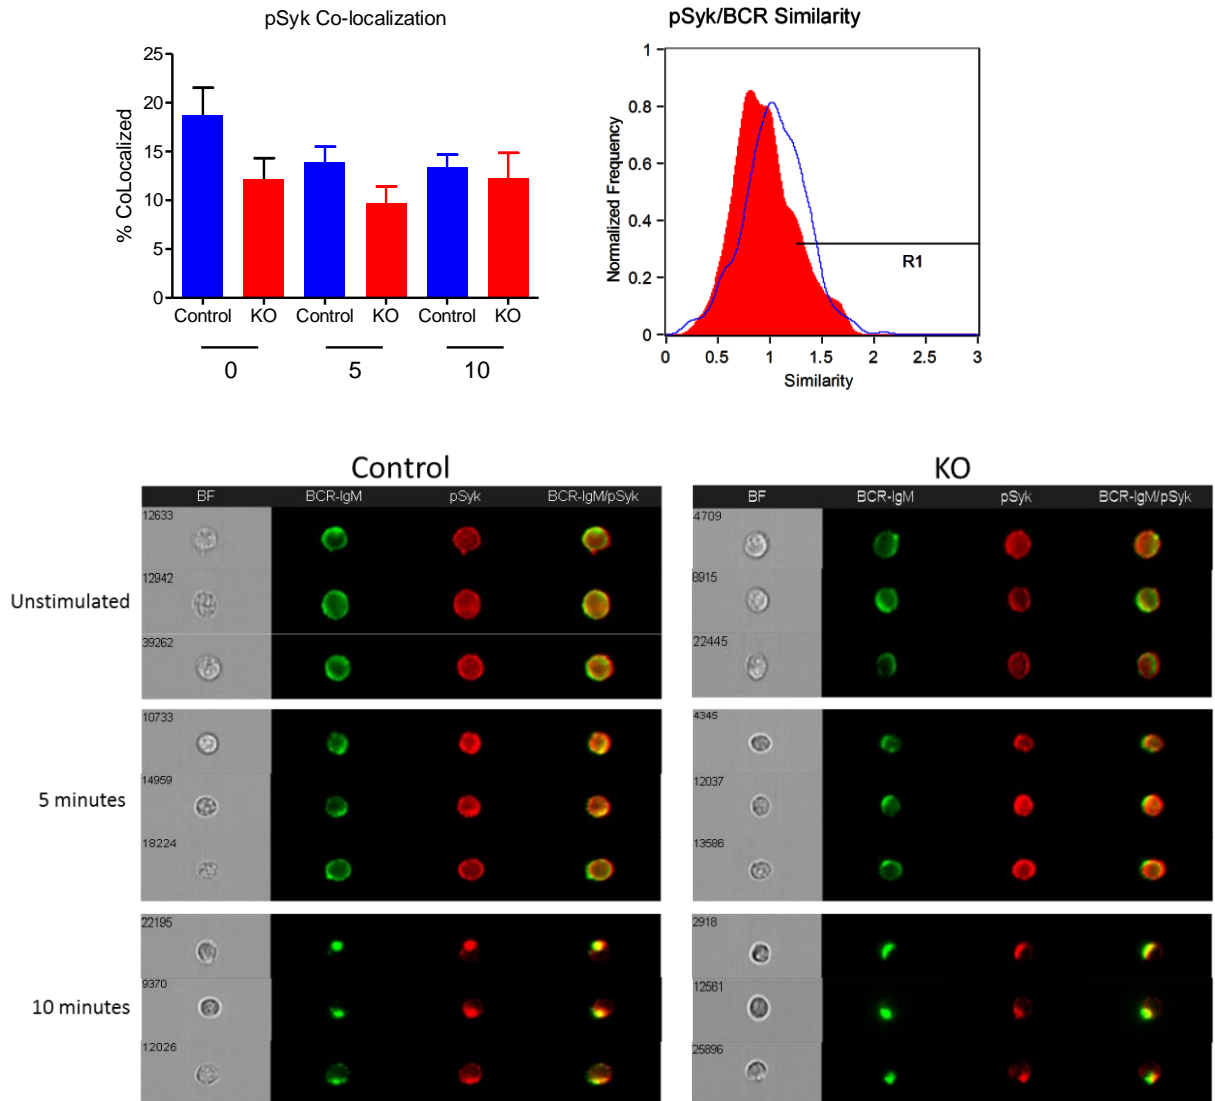 pSyk Co-localization
% CoLocalized
25
20
15
10
5
0
Control KO Control KO Control KO
0 5 10
pSyk/BCR Similarity
Normalized Frequency
1
0.8
0.6
0.4
0.2
0
R1
0 0.5 1 1.5 2 2.5 3
Similarity
Control
BF BCR-IgM pSyk BCR-IgM/pSyk
KO
BF BCR-IgM pSyk BCR-IgM/pSyk
Unstimulated
12633
12942
39262
4709
8915
22445
5 minutes
10733
14959
18224
4345
12037
13586
10 minutes
22195
9370
12026
2918
12561
25896